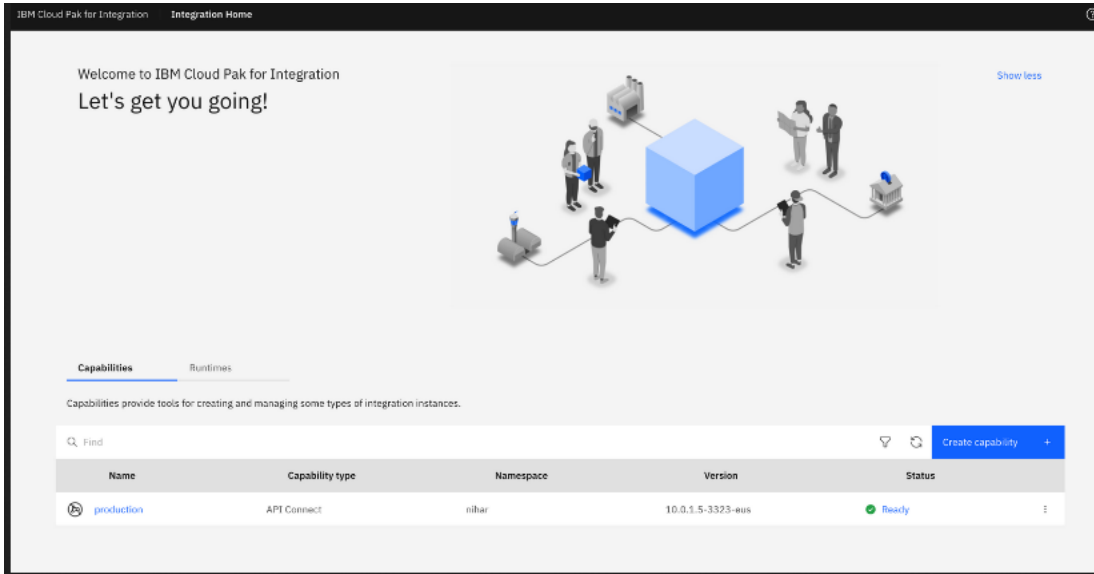 IBM Cloud Pak for Integration Integration Home
Welcome to IBM Cloud Pak for Integration
Show less
Let's get you going!
Capabilities Runtimes
Capabilities provide tools for creating and managing some types of integration instances.
Find Create capability +
Name Capability type Namespace Version Status
production API Connect nihar 10.0.1.5-3323-eus Ready